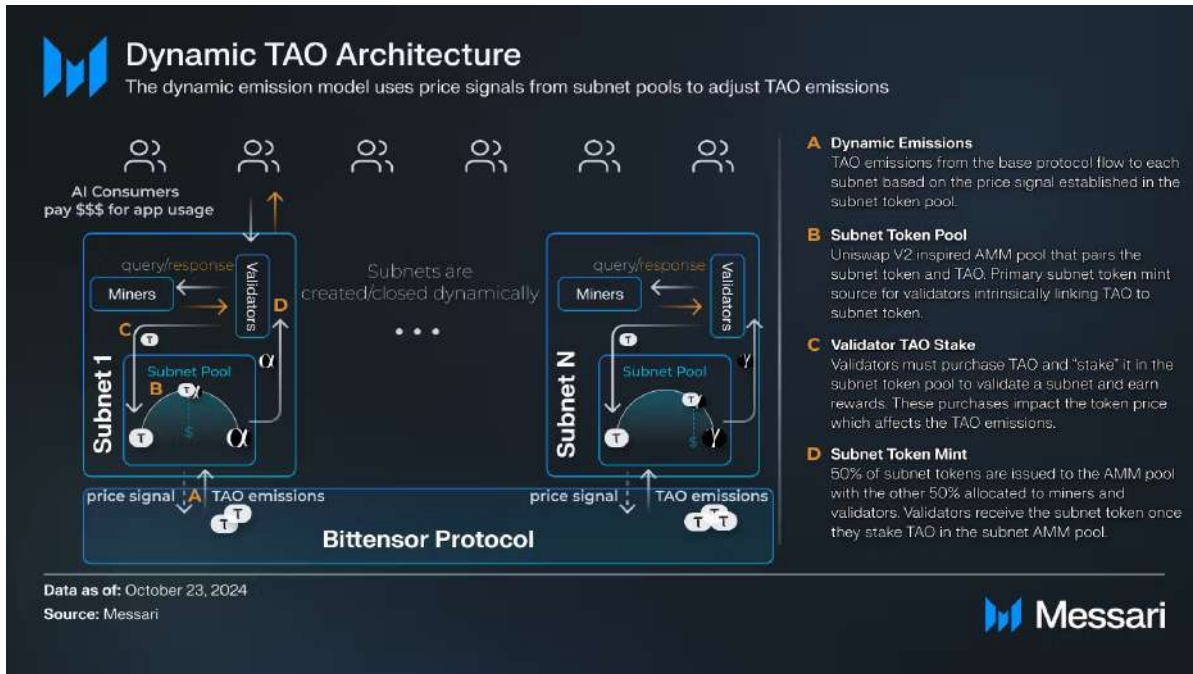 Dynamic TAO Architecture
The dynamic emission model uses price signals from subnet pools to adjust TAO emissions
AI Consumers
pay $$$ for app usage
Subnet 1
query/response
Miners
Validators
D
C
T
α
Subnet Pool
B
T α
$
T
α
Subnets are
created/closed dynamically
...
Subnet N
query/response
Miners
Validators
T
γ
Subnet Pool
T
$
T
γ
price signal
A
TAO emissions
T T
price signal
TAO emissions
T T T
Bittensor Protocol
A Dynamic Emissions
TAO emissions from the base protocol flow to each
subnet based on the price signal established in the
subnet token pool.
B Subnet Token Pool
Uniswap V2 inspired AMM pool that pairs the
subnet token and TAO. Primary subnet token mint
source for validators intrinsically linking TAO to
subnet token.
C Validator TAO Stake
Validators must purchase TAO and “stake” it in the
subnet token pool to validate a subnet and earn
rewards. These purchases impact the token price
which affects the TAO emissions.
D Subnet Token Mint
50% of subnet tokens are issued to the AMM pool
with the other 50% allocated to miners and
validators. Validators receive the subnet token once
they stake TAO in the subnet AMM pool.
Data as of: October 23, 2024
Source: Messari
Messari